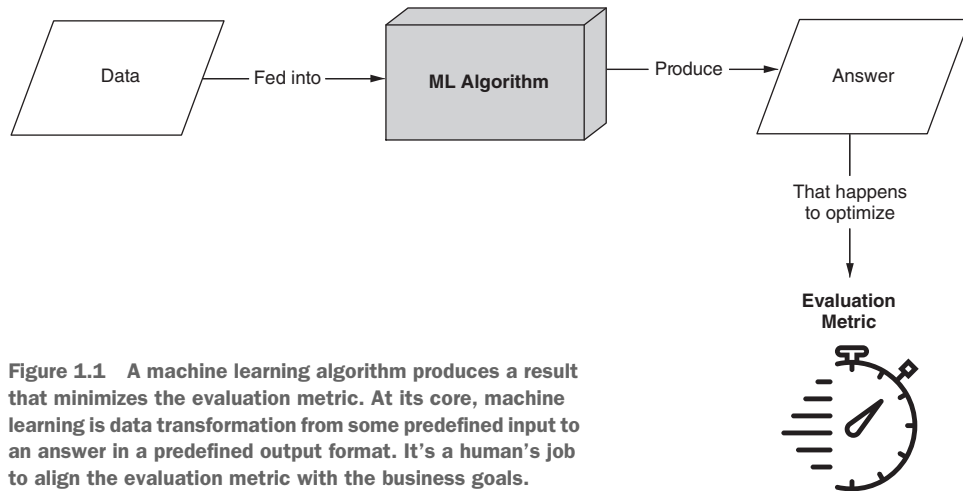 Data
Fed into
ML Algorithm
Produce
Answer
That happens
to optimize
Evaluation
Metric
Figure 1.1 A machine learning algorithm produces a result
that minimizes the evaluation metric. At its core, machine
learning is data transformation from some predefined input to
an answer in a predefined output format. It’s a human’s job
to align the evaluation metric with the business goals.